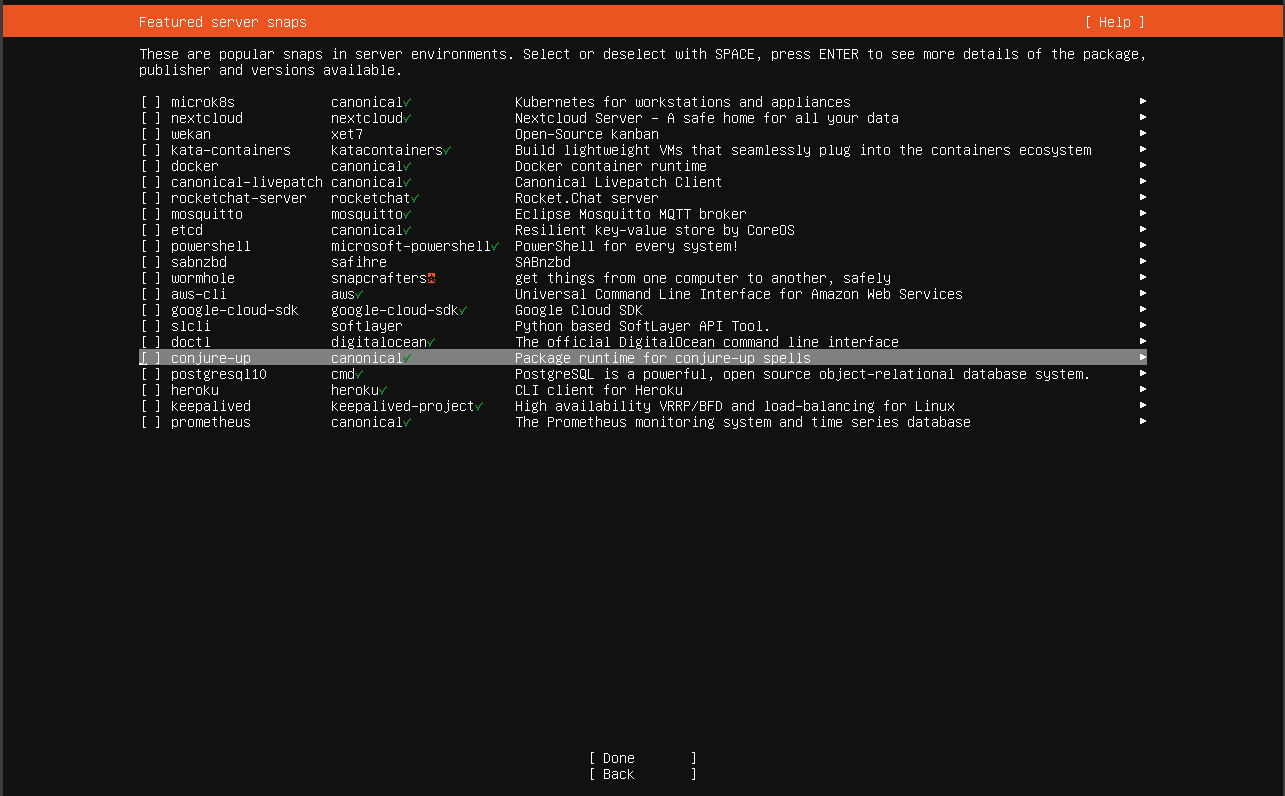 Featured server snaps [ Help ]
These are popular snaps in server environments. Select or deselect with SPACE, press ENTER to see more details of the package,
publisher and versions available.
[ ] microk8s canonical✓ Kubernetes for workstations and appliances ▸
[ ] nextcloud nextcloud✓ Nextcloud Server - A safe home for all your data ▸
[ ] wekan xet7 Open-Source kanban ▸
[ ] kata-containers katacontainers✓ Build lightweight VMs that seamlessly plug into the containers ecosystem ▸
[ ] docker canonical✓ Docker container runtime ▸
[ ] canonical-livepatch canonical✓ Canonical Livepatch Client ▸
[ ] rocketchat-server rocketchat✓ Rocket.Chat server ▸
[ ] mosquitto mosquitto✓ Eclipse Mosquitto MQTT broker ▸
[ ] etcd canonical✓ Resilient key-value store by CoreOS ▸
[ ] powershell microsoft-powershell✓ PowerShell for every system! ▸
[ ] sabnzbd safihre SABnzbd ▸
[ ] wormhole snapcrafters get things from one computer to another, safely ▸
[ ] aws-cli aws✓ Universal Command Line Interface for Amazon Web Services ▸
[ ] google-cloud-sdk google-cloud-sdk✓ Google Cloud SDK ▸
[ ] slcli softlayer Python based SoftLayer API Tool. ▸
[ ] doctl digitalocean✓ The official DigitalOcean command line interface ▸
[ ] conjure-up canonical✓ Package runtime for conjure-up spells ▸
[ ] postgresql10 cmd✓ PostgreSQL is a powerful, open source object-relational database system. ▸
[ ] heroku heroku✓ CLI client for Heroku ▸
[ ] keepalived keepalived-project✓ High availability VRRP/BFD and load-balancing for Linux ▸
[ ] prometheus canonical✓ The Prometheus monitoring system and time series database ▸
[ Done ]
[ Back ]